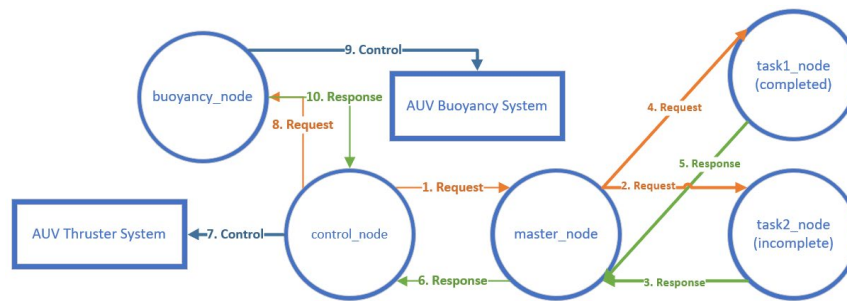 9. Control
task1_node
(completed)
buoyancy_node
10. Response
AUV Buoyancy System
4. Request
8. Request
5. Response
1. Request
2. Request
AUV Thruster System
7. Control
control_node
master_node
task2_node
(incomplete)
6. Response
3. Response